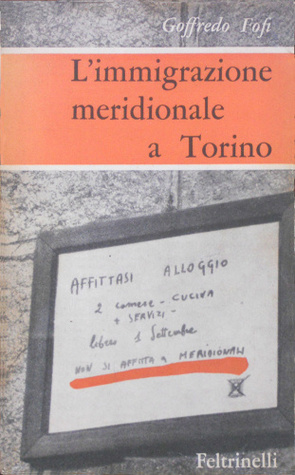 Goffredo Fofi
L'immigrazione
meridionale
a Torino
AFFITTASI ALLOGGIO
2 camere - CUCINA
+ SERVIZI -
libero 1 Settembre
NON SI AFFITTA A MERIDIONALI
Feltrinelli